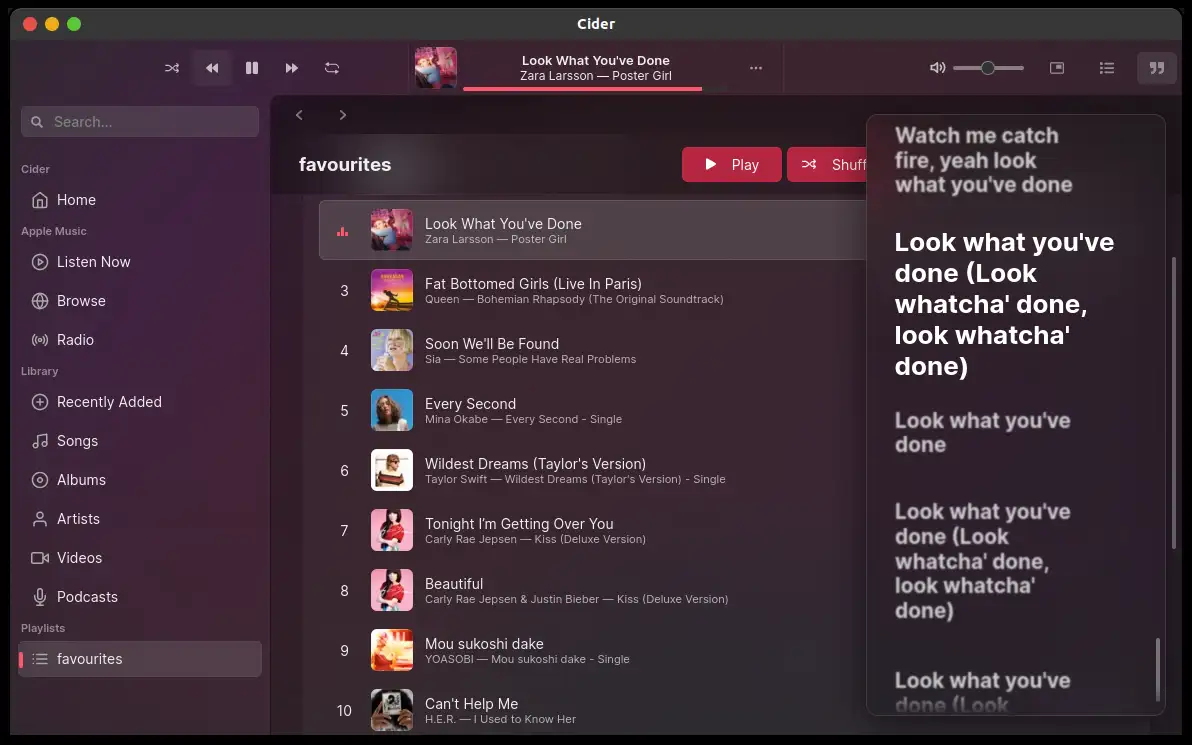 Cider
Look What You've Done
Zara Larsson — Poster Girl
Search...
Cider
Home
Apple Music
Listen Now
Browse
Radio
Library
Recently Added
Songs
Albums
Artists
Videos
Podcasts
Playlists
favourites
favourites
Play
Shuff
Look What You've Done
Zara Larsson — Poster Girl
3
Fat Bottomed Girls (Live In Paris)
Queen — Bohemian Rhapsody (The Original Soundtrack)
4
Soon We'll Be Found
Sia — Some People Have Real Problems
5
Every Second
Mina Okabe — Every Second - Single
6
Wildest Dreams (Taylor's Version)
Taylor Swift — Wildest Dreams (Taylor's Version) - Single
7
Tonight I’m Getting Over You
Carly Rae Jepsen — Kiss (Deluxe Version)
8
Beautiful
Carly Rae Jepsen & Justin Bieber — Kiss (Deluxe Version)
9
Mou sukoshi dake
YOASOBI — Mou sukoshi dake - Single
10
Can't Help Me
H.E.R. — I Used to Know Her
Watch me catch
fire, yeah look
what you've done
Look what you've
done (Look
whatcha' done,
look whatcha'
done)
Look what you've
done
Look what you've
done (Look
whatcha' done,
look whatcha'
done)
Look what you've
done (Look